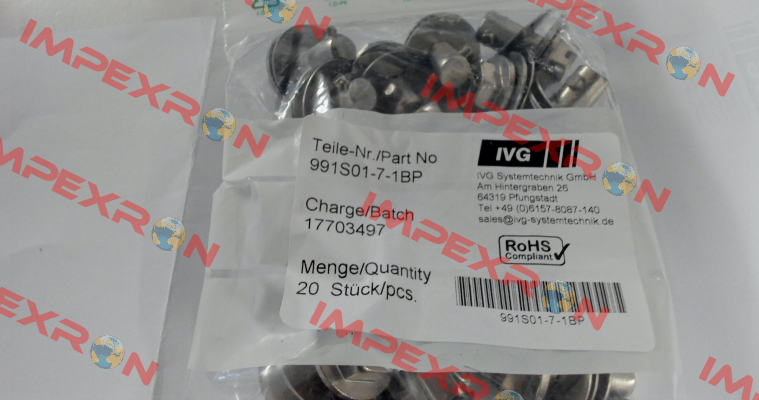 Teile-Nr./Part No
991S01-7-1BP
Charge/Batch
17703497
Menge/Quantity
20 Stück/pcs.
IVG
IVG Systemtechnik GmbH
Am Hintergraben 26
64319 Pfungstadt
Tel +49 (0)6157-8087-140
sales@ivg-systemtechnik.de
RoHS
Compliant
991S01-7-1BP
IMPEXRON
IMPEXRON
IMPEXRON
IMPEXRON
IMPEXRON
IMPEXRON
IMPEXRON